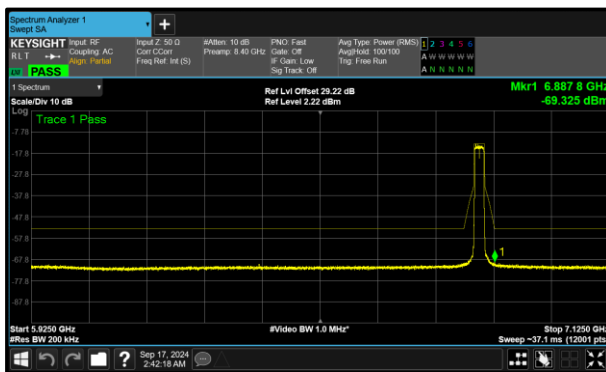 Spectrum Analyzer 1
Swept SA
KEYSIGHT Input: RF Input Z: 50 Ω #Atten: 10 dB PNO: Fast Avg Type: Power (RMS) 1 2 3 4 5 6
RLT Coupling: AC Corr CCorr Preamp: 8.40 GHz Gate: Off Avg|Hold: 100/100 A W W W W W
Align: Partial Freq Ref: Int (S) IF Gain: Low Trig: Free Run
PASS Sig Track: Off A N N N N N
1 Spectrum Ref Lvl Offset 29.22 dB Mkr1 6.887 8 GHz
Scale/Div 10 dB Ref Level 2.22 dBm -69.325 dBm
Log
Trace 1 Pass
-7.78
-17.8
-27.8
-37.8
-47.8
-57.8
1
-67.8
-77.8
-87.8
Start 5.9250 GHz #Video BW 1.0 MHz* Stop 7.1250 GHz
#Res BW 200 kHz Sweep ~37.1 ms (12001 pts)
? Sep 17, 2024
2:42:18 AM